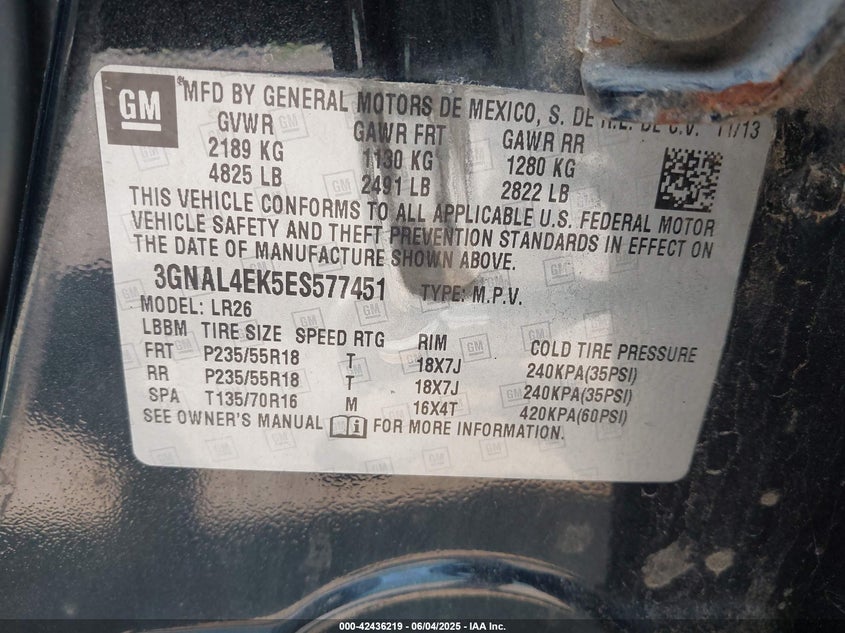 GM
MFD BY GENERAL MOTORS DE MEXICO, S. DE R.L. DE C.V. 11/13
GVWR GAWR FRT GAWR RR
2189 KG 1130 KG 1280 KG
4825 LB 2491 LB 2822 LB
THIS VEHICLE CONFORMS TO ALL APPLICABLE U.S. FEDERAL MOTOR
VEHICLE SAFETY AND THEFT PREVENTION STANDARDS IN EFFECT ON
THE DATE OF MANUFACTURE SHOWN ABOVE.
3GNAL4EK5ES577451 TYPE: M.P.V.
MODEL: LR26
LBBM TIRE SIZE SPEED RTG RIM COLD TIRE PRESSURE
FRT P235/55R18 T 18X7J 240KPA(35PSI)
RR P235/55R18 T 18X7J 240KPA(35PSI)
SPA T135/70R16 M 16X4T 420KPA(60PSI)
SEE OWNER'S MANUAL FOR MORE INFORMATION.
000-42436219 - 06/04/2025 - IAA Inc.